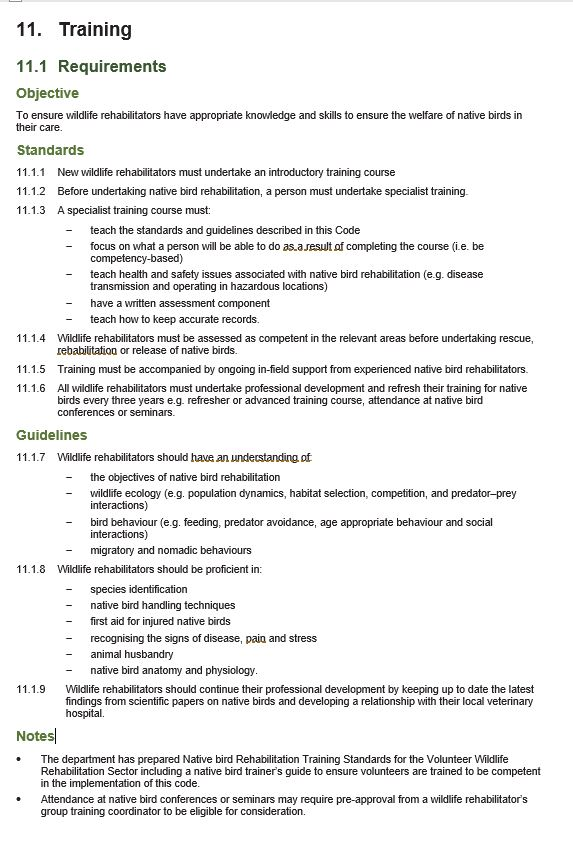 11. Training
11.1 Requirements
Objective
To ensure wildlife rehabilitators have appropriate knowledge and skills to ensure the welfare of native birds in
their care.
Standards
11.1.1 New wildlife rehabilitators must undertake an introductory training course
11.1.2 Before undertaking native bird rehabilitation, a person must undertake specialist training.
11.1.3 A specialist training course must:
– teach the standards and guidelines described in this Code
– focus on what a person will be able to do as a result of completing the course (i.e. be
competency-based)
– teach health and safety issues associated with native bird rehabilitation (e.g. disease
transmission and operating in hazardous locations)
– have a written assessment component
– teach how to keep accurate records.
11.1.4 Wildlife rehabilitators must be assessed as competent in the relevant areas before undertaking rescue,
rehabilitation or release of native birds.
11.1.5 Training must be accompanied by ongoing in-field support from experienced native bird rehabilitators.
11.1.6 All wildlife rehabilitators must undertake professional development and refresh their training for native
birds every three years e.g. refresher or advanced training course, attendance at native bird
conferences or seminars.
Guidelines
11.1.7 Wildlife rehabilitators should have an understanding of:
– the objectives of native bird rehabilitation
– wildlife ecology (e.g. population dynamics, habitat selection, competition, and predator–prey
interactions)
– bird behaviour (e.g. feeding, predator avoidance, age appropriate behaviour and social
interactions)
– migratory and nomadic behaviours
11.1.8 Wildlife rehabilitators should be proficient in:
– species identification
– native bird handling techniques
– first aid for injured native birds
– recognising the signs of disease, pain and stress
– animal husbandry
– native bird anatomy and physiology.
11.1.9 Wildlife rehabilitators should continue their professional development by keeping up to date the latest
findings from scientific papers on native birds and developing a relationship with their local veterinary
hospital.
Notes
• The department has prepared Native bird Rehabilitation Training Standards for the Volunteer Wildlife
Rehabilitation Sector including a native bird trainer's guide to ensure volunteers are trained to be competent
in the implementation of this code.
• Attendance at native bird conferences or seminars may require pre-approval from a wildlife rehabilitator's
group training coordinator to be eligible for consideration.